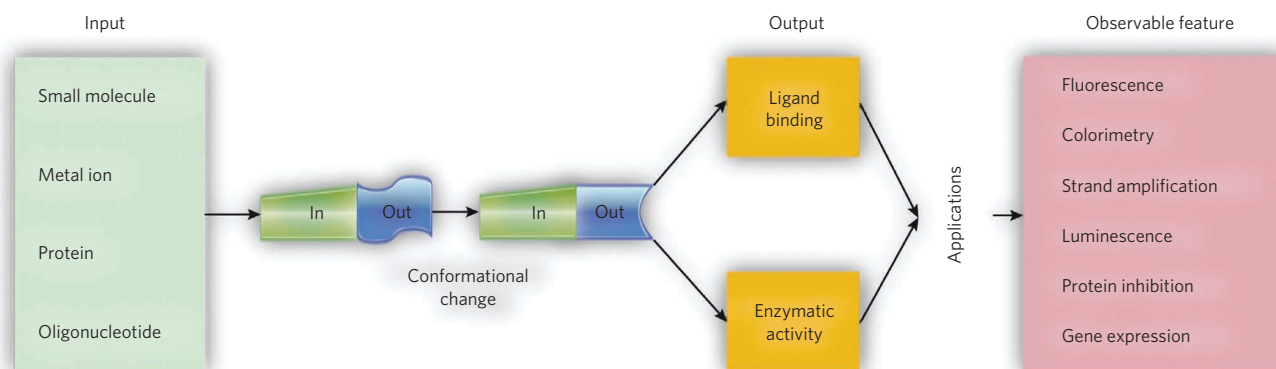 Input
Small molecule
Metal ion
Protein
Oligonucleotide
In
Out
Conformational
change
In
Out
Output
Ligand
binding
Enzymatic
activity
Applications
Observable feature
Fluorescence
Colorimetry
Strand amplification
Luminescence
Protein inhibition
Gene expression